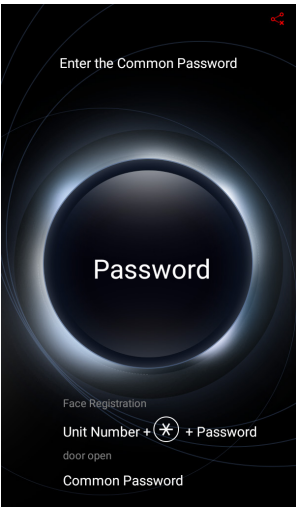 Enter the Common Password
Password
Face Registration
Unit Number + * + Password
door open
Common Password